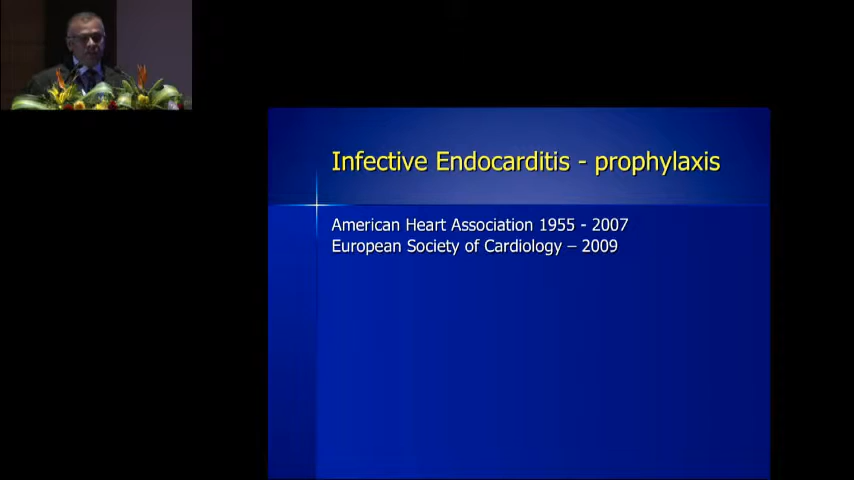 Infective Endocarditis - prophylaxis
American Heart Association 1955 - 2007
European Society of Cardiology – 2009